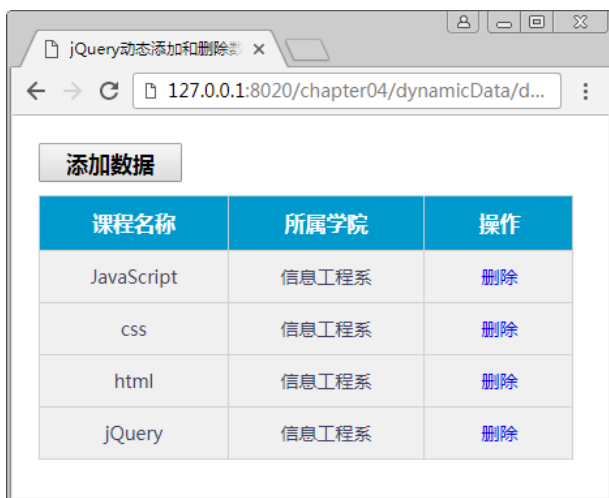 jQuery动态添加和删除数
127.0.0.1:8020/chapter04/dynamicData/d...
添加数据
课程名称 所属学院 操作
JavaScript 信息工程系 删除
css 信息工程系 删除
html 信息工程系 删除
jQuery 信息工程系 删除